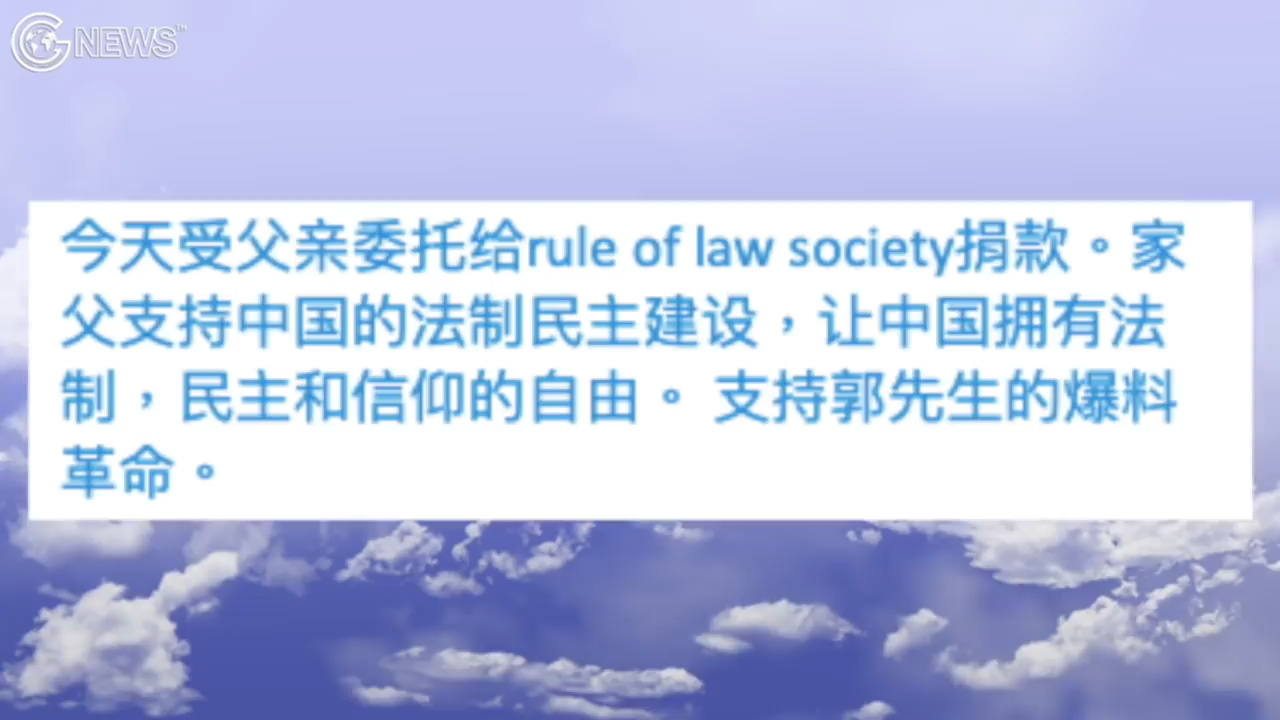 GNEWS™
今天受父亲委托给rule of law society捐款。家
父支持中国的法制民主建设，让中国拥有法
制，民主和信仰的自由。 支持郭先生的爆料
革命。